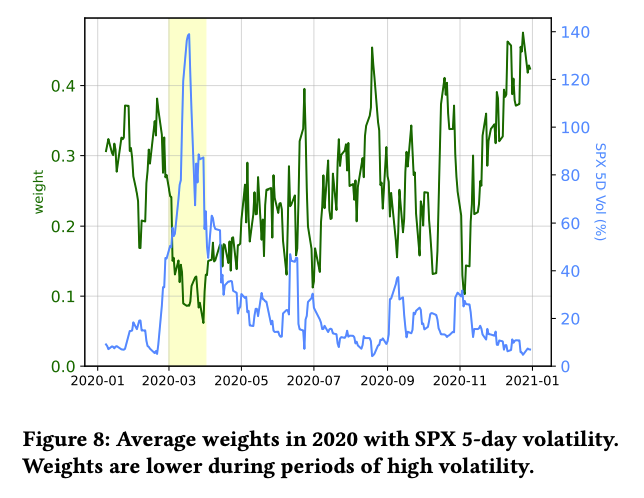 140
120
0.4
100
0.3
80
weight
SPX 5D Vol (%)
60
0.2
40
0.1
20
0.0
0
2020-01 2020-03 2020-05 2020-07 2020-09 2020-11 2021-01
Figure 8: Average weights in 2020 with SPX 5-day volatility.
Weights are lower during periods of high volatility.